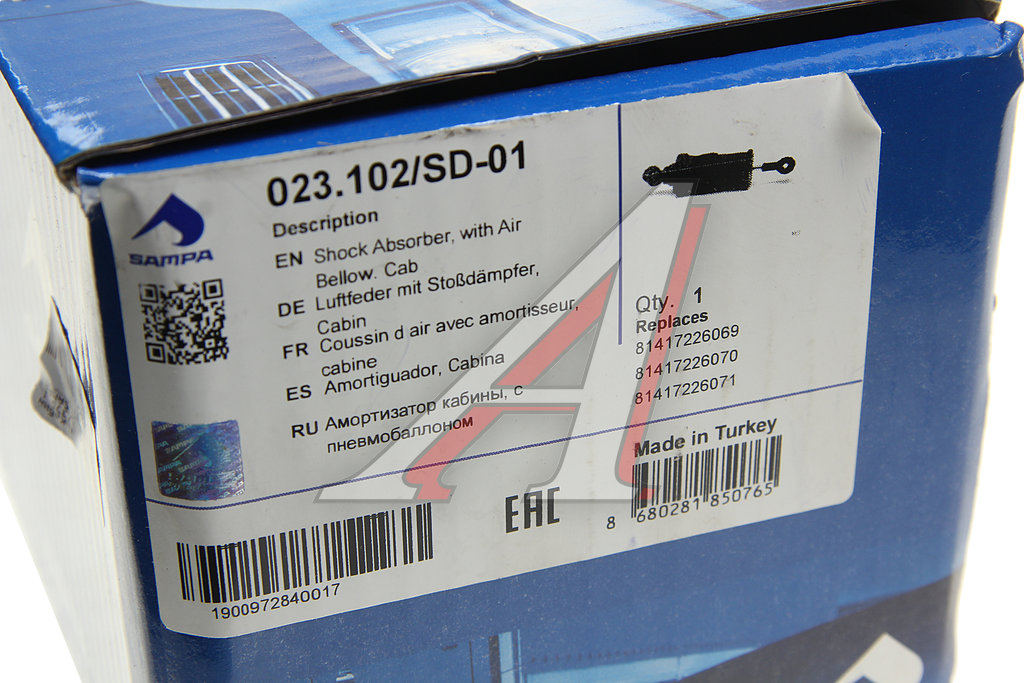 023.102/SD-01
Description
SAMPA
EN Shock Absorber, with Air
Bellow. Cab
DE Luftfeder mit Stoßdämpfer,
Cabin
FR Coussin d air avec amortisseur,
cabine
ES Amortiguador, Cabina
RU Амортизатор кабины, с
пневмобаллоном
Qty. 1
Replaces
81417226069
81417226070
81417226071
Made in Turkey
8 680281 850765
EAC
1900972840017
SAMPA